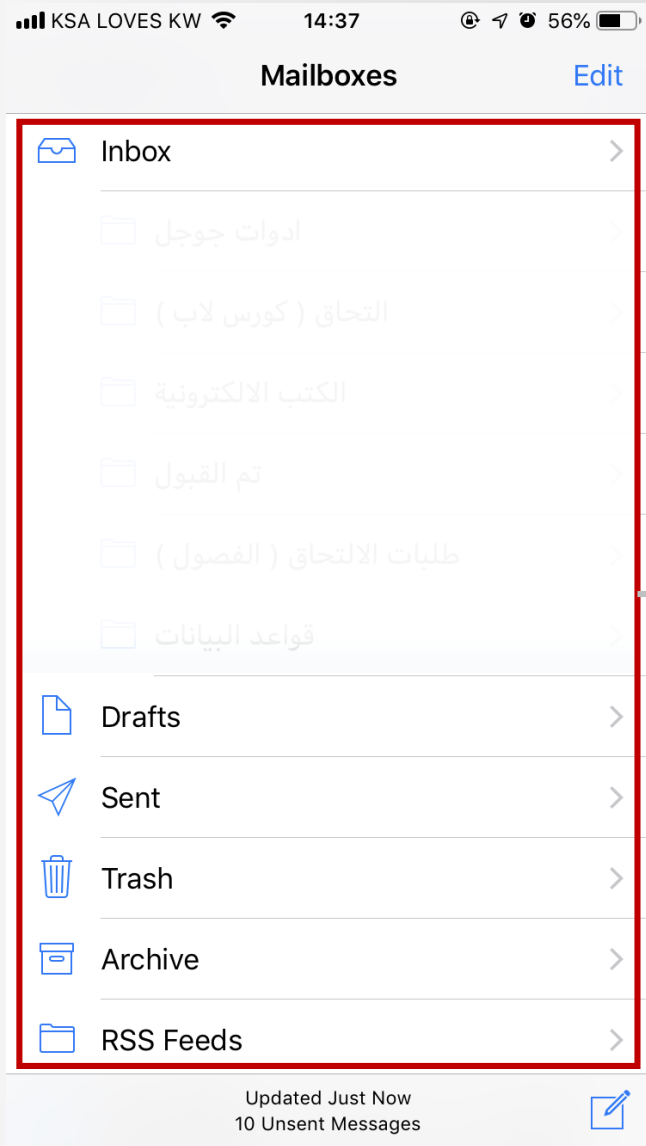 KSA LOVES KW 14:37 56%
Mailboxes Edit
Inbox
ادوات جوجل
التحاق ( كورس لاب )
الكتب الالكترونية
تم القبول
طلبات الالتحاق ( الفصول )
قواعد البيانات
Drafts
Sent
Trash
Archive
RSS Feeds
Updated Just Now
10 Unsent Messages